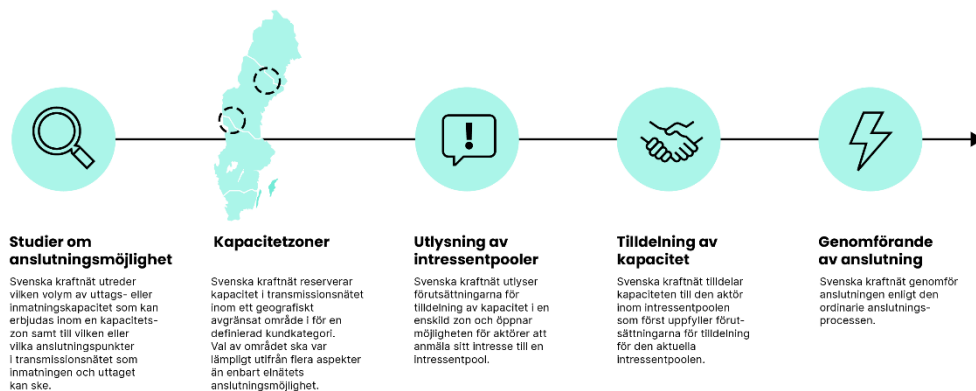 Studier om
anslutningsmöjlighet
Svenska kraftnät utreder
vilken volym av uttags- eller
inmatningskapacitet som kan
erbjudas inom en kapacitets-
zon samt till vilken eller
vilka anslutningspunkter
i transmissionsnätet som
inmatningen och uttaget
kan ske.
Kapacitetzoner
Svenska kraftnät reserverar
kapacitet i transmissionsnätet
inom ett geografiskt
avgränsat område i för en
definierad kundkategori.
Val av området ska var
lämpligt utifrån flera aspekter
än enbart elnätets
anslutningsmöjlighet.
Utlysning av
intressentpooler
Svenska kraftnät utlyser
förutsättningarna för
tilldelning av kapacitet i en
enskild zon och öppnar
möjligheten för aktörer att
anmäla sitt intresse till en
intressentpool.
Tilldelning av
kapacitet
Svenska kraftnät tilldelar
kapaciteten till den aktör
inom intressentpoolen
som först uppfyller förut-
sättningarna för tilldelning
för den aktuella
intressentpoolen.
Genomförande
av anslutning
Svenska kraftnät genomför
anslutningen enligt den
ordinarie anslutnings-
processen.